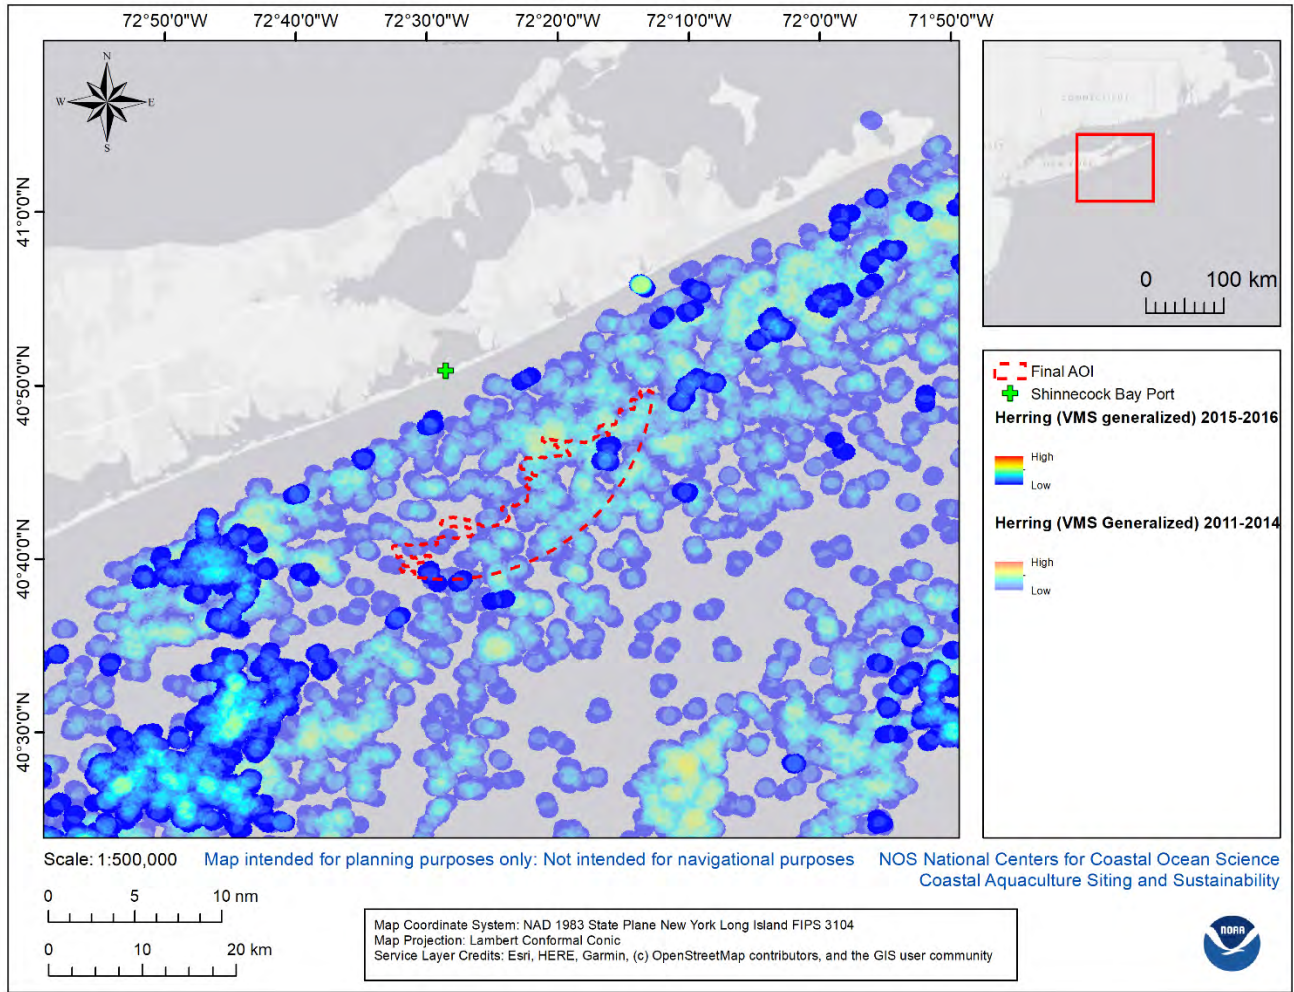 72°50'0"W 72°40'0"W 72°30'0"W 72°20'0"W 72°10'0"W 72°0'0"W 71°50'0"W
N
W E
S
41°0'0"N
40°50'0"N
40°40'0"N
40°30'0"N
CONNECTICUT
0 100 km
Final AOI
Shinnecock Bay Port
Herring (VMS generalized) 2015-2016
High
Low
Herring (VMS Generalized) 2011-2014
High
Low
Scale: 1:500,000
Map intended for planning purposes only: Not intended for navigational purposes
NOS National Centers for Coastal Ocean Science
Coastal Aquaculture Siting and Sustainability
0 5 10 nm
0 10 20 km
Map Coordinate System: NAD 1983 State Plane New York Long Island FIPS 3104
Map Projection: Lambert Conformal Conic
Service Layer Credits: Esri, HERE, Garmin, (c) OpenStreetMap contributors, and the GIS user community
NOAA